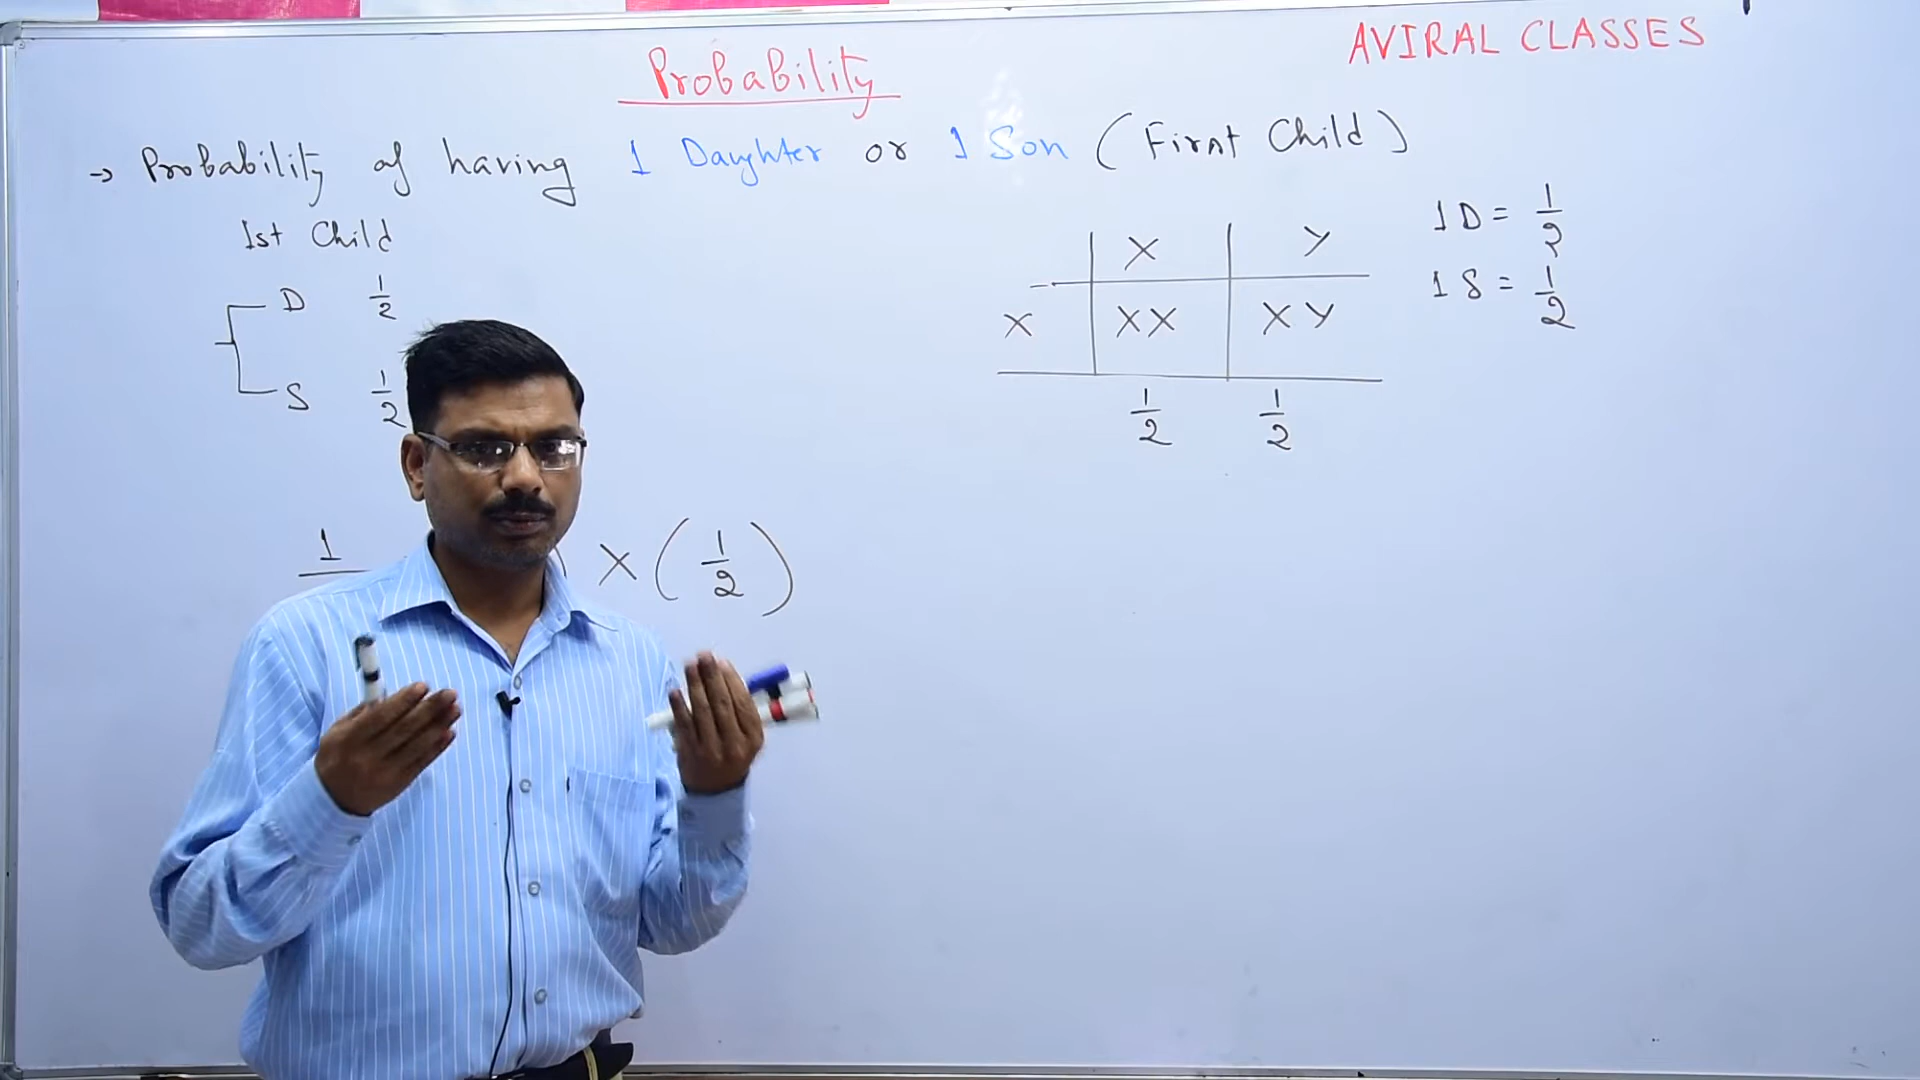 AVIRAL CLASSES
Probability
→ Probability of having 1 Daughter or 1 Son (First Child)
1st Child
D 1/2
S 1/2
X Y
X XX XY
1/2 1/2
1D = 1/2
1S = 1/2
1
) X (1/2)